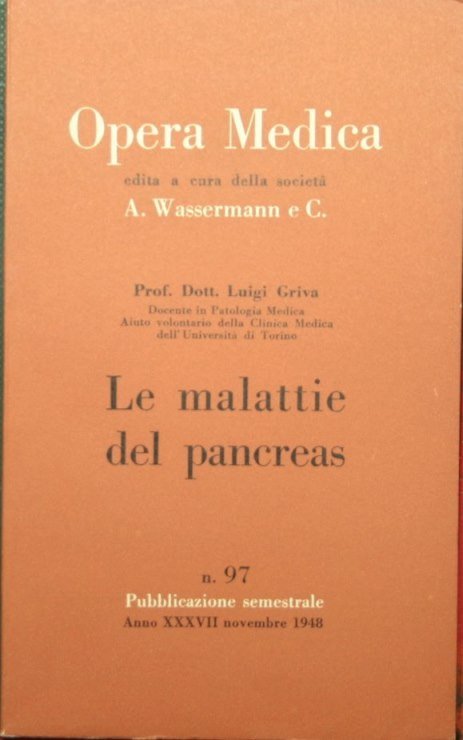 Opera Medica
edita a cura della società
A. Wassermann e C.
Prof. Dott. Luigi Griva
Docente in Patologia Medica
Aiuto volontario della Clinica Medica
dell'Università di Torino
Le malattie
del pancreas
n. 97
Pubblicazione semestrale
Anno XXXVII novembre 1948